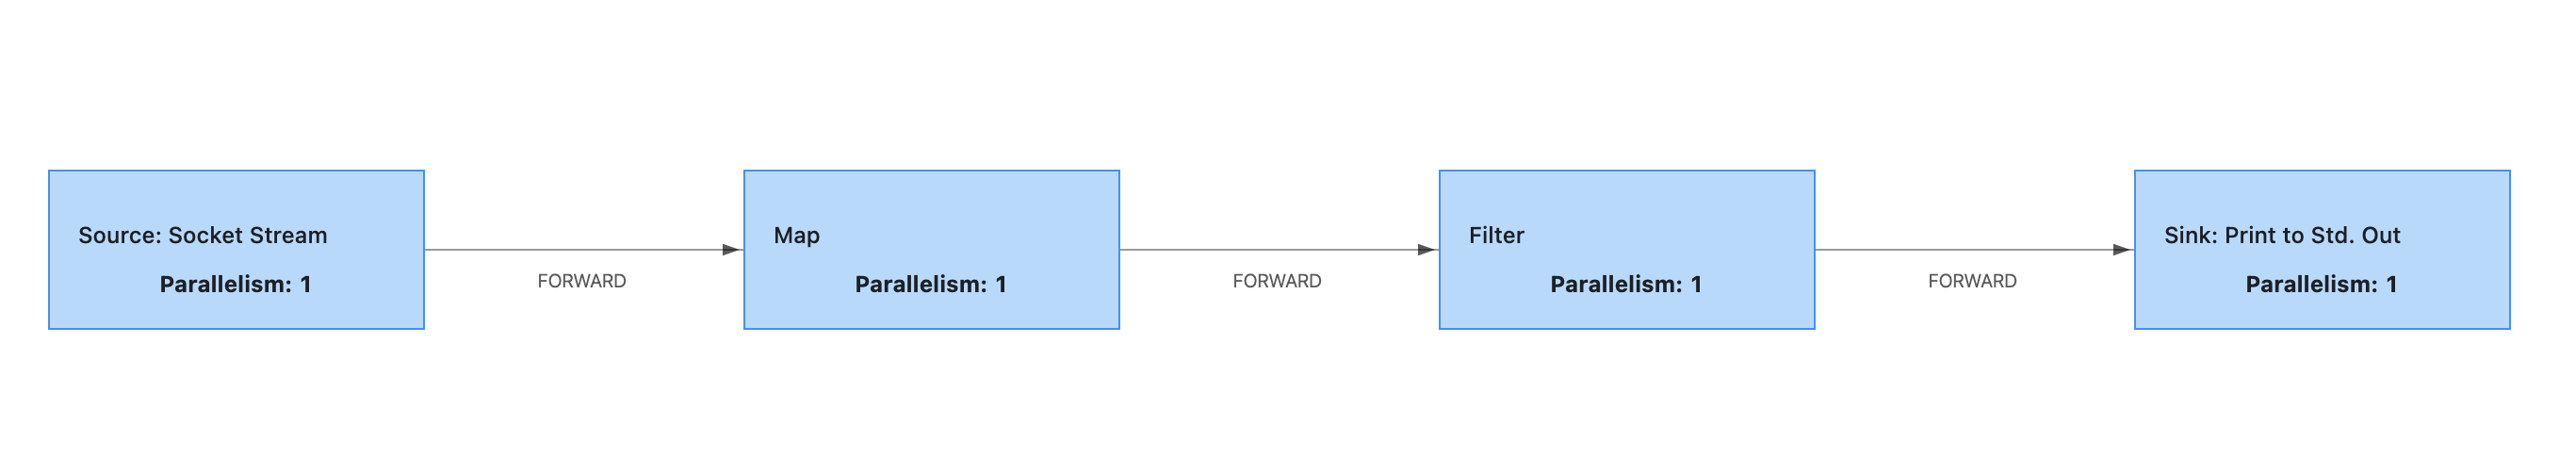 Source: Socket Stream
Parallelism: 1
FORWARD
Map
Parallelism: 1
FORWARD
Filter
Parallelism: 1
FORWARD
Sink: Print to Std. Out
Parallelism: 1